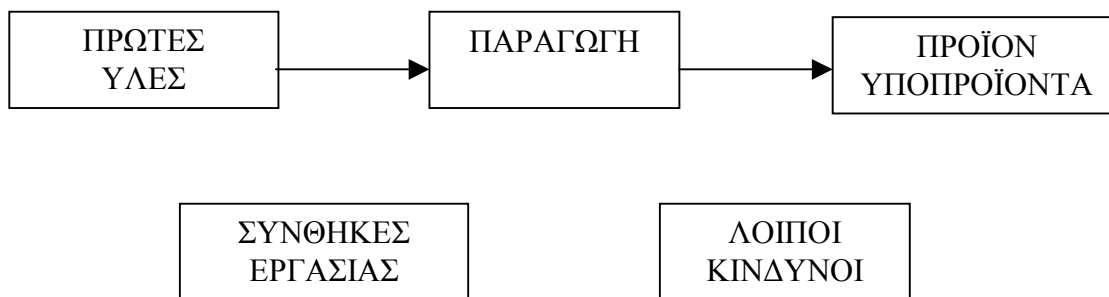 ΠΡΩΤΕΣ
ΥΛΕΣ
ΠΑΡΑΓΩΓΗ
ΠΡΟΪΟΝ
ΥΠΟΠΡΟΪΟΝΤΑ
ΣΥΝΘΗΚΕΣ
ΕΡΓΑΣΙΑΣ
ΛΟΙΠΟΙ
ΚΙΝΔΥΝΟΙ